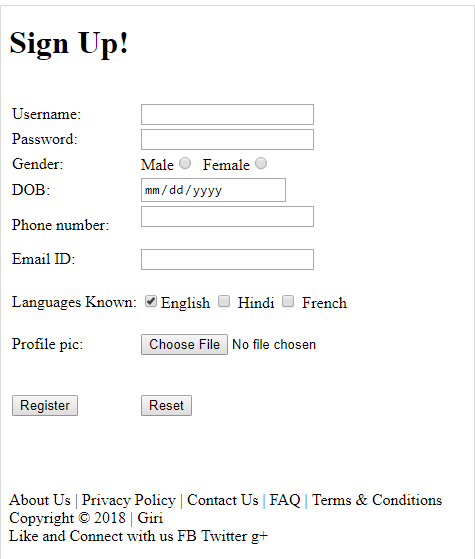 Sign Up!
Username:
Password:
Gender: Male Female
DOB: mm/dd/yyyy
Phone number:
Email ID:
Languages Known: English Hindi French
Profile pic: Choose File No file chosen
Register Reset
About Us | Privacy Policy | Contact Us | FAQ | Terms & Conditions
Copyright © 2018 | Giri
Like and Connect with us FB Twitter g+